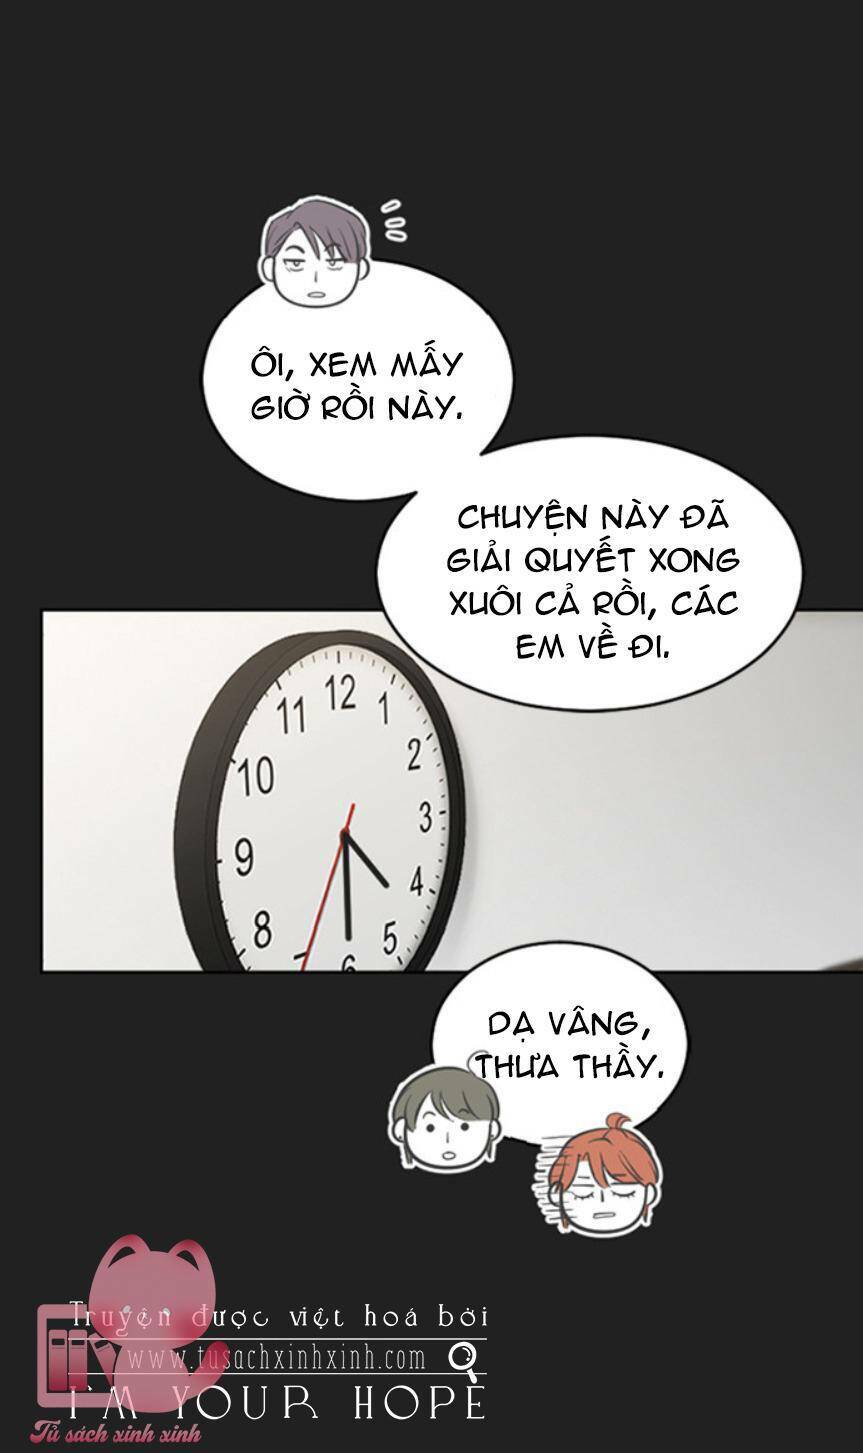 ÔI, XEM MẤY
GIỜ RỒI NÀY.
CHUYỆN NÀY ĐÃ
GIẢI QUYẾT XONG
XUÔI CẢ RỒI, CÁC
EM VỀ ĐI.
12
11
1
10
2
9
3
8
4
7
5
6
DẠ VÂNG,
THƯA THẦY.
Truyện được việt hoá bởi
www.tusachxinhxinh.com
I'M YOUR HOPE
Tủ sách xinh xinh